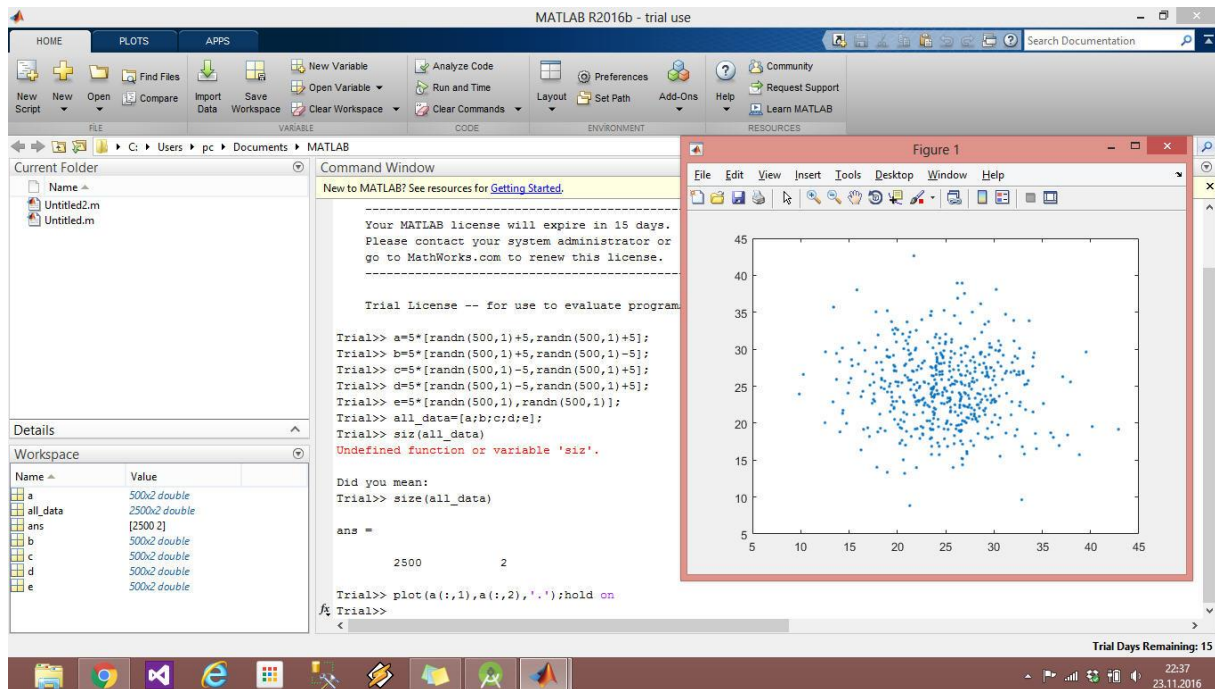 MATLAB R2016b - trial use
HOME PLOTS APPS
Search Documentation
New Script
New
Open
Find Files
Compare
Import Data
Save Workspace
New Variable
Open Variable
Clear Workspace
Analyze Code
Run and Time
Clear Commands
Layout
Preferences
Set Path
Add-Ons
Help
Community
Request Support
Learn MATLAB
FILE VARIABLE CODE ENVIRONMENT RESOURCES
C: Users pc Documents MATLAB
Current Folder
Name
Untitled2.m
Untitled.m
Details
Workspace
Name Value
a 500x2 double
all_data 2500x2 double
ans [2500 2]
b 500x2 double
c 500x2 double
d 500x2 double
e 500x2 double
Command Window
New to MATLAB? See resources for Getting Started.
Your MATLAB license will expire in 15 days.
Please contact your system administrator or
go to MathWorks.com to renew this license.
Trial License -- for use to evaluate program
Trial>> a=5*[randn(500,1)+5,randn(500,1)+5];
Trial>> b=5*[randn(500,1)+5,randn(500,1)-5];
Trial>> c=5*[randn(500,1)-5,randn(500,1)+5];
Trial>> d=5*[randn(500,1)-5,randn(500,1)+5];
Trial>> e=5*[randn(500,1),randn(500,1)];
Trial>> all_data=[a;b;c;d;e];
Trial>> siz(all_data)
Undefined function or variable 'siz'.
Did you mean:
Trial>> size(all_data)
ans =
2500 2
Trial>> plot(a(:,1),a(:,2),'.');hold on
fx Trial>>
Figure 1
File Edit View Insert Tools Desktop Window Help
45
40
35
30
25
20
15
10
5
5 10 15 20 25 30 35 40 45
Trial Days Remaining: 15
22:37
23.11.2016